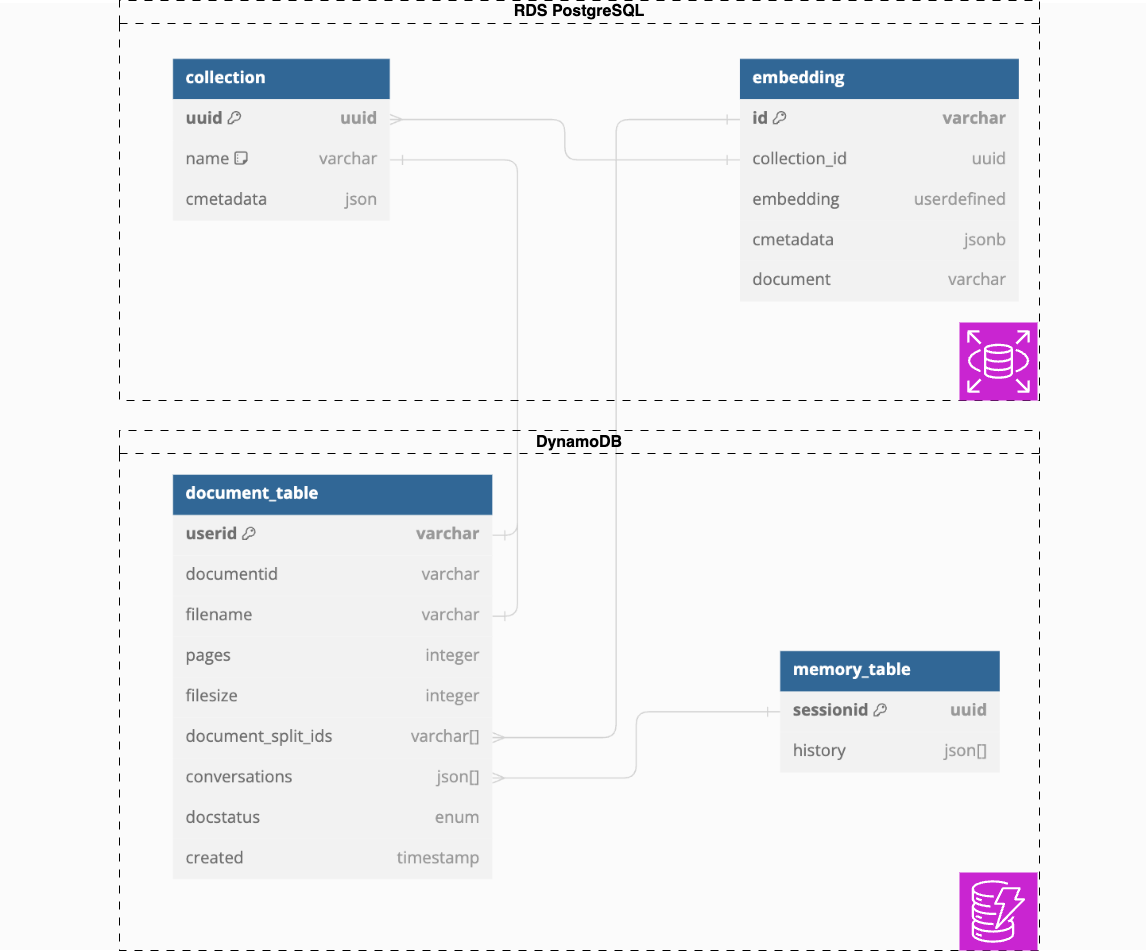 RDS PostgreSQL
collection
uuid uuid
name varchar
cmetadata json
embedding
id varchar
collection_id uuid
embedding userdefined
cmetadata jsonb
document varchar
DynamoDB
document_table
userid varchar
documentid varchar
filename varchar
pages integer
filesize integer
document_split_ids varchar[]
conversations json[]
docstatus enum
created timestamp
memory_table
sessionid uuid
history json[]